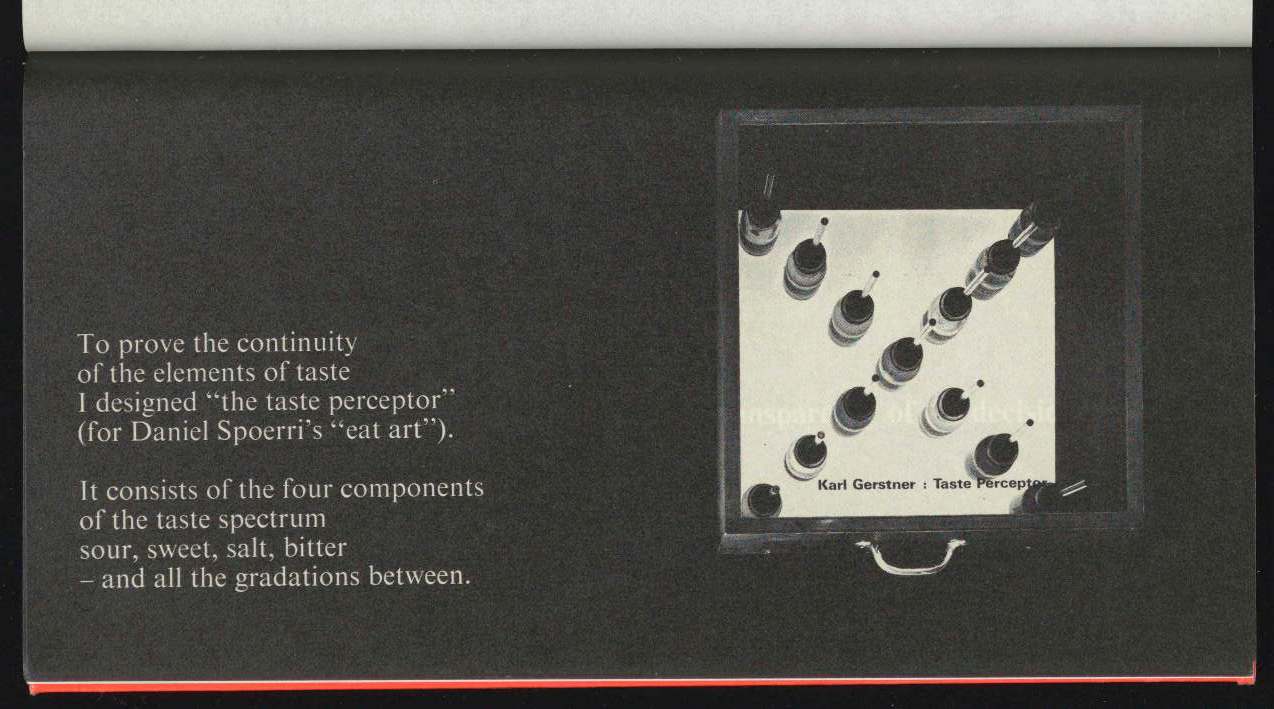 To prove the continuity
of the elements of taste
I designed “the taste perceptor”
(for Daniel Spoerri’s “eat art”).
It consists of the four components
of the taste spectrum
sour, sweet, salt, bitter
– and all the gradations between.
Karl Gerstner : Taste Perceptor